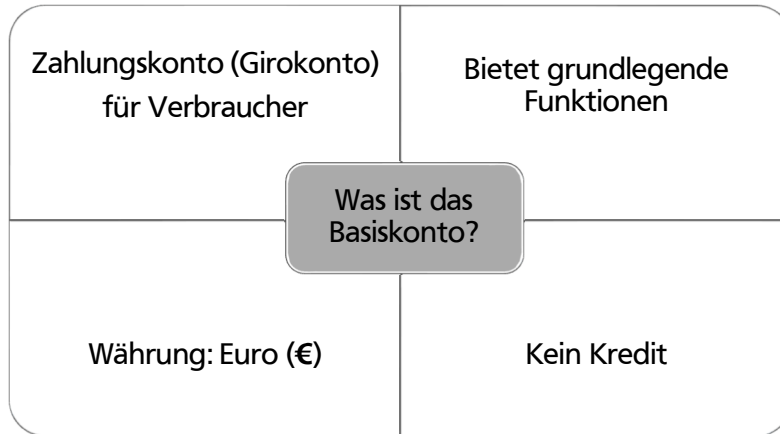 Zahlungskonto (Girokonto)
für Verbraucher
Bietet grundlegende
Funktionen
Was ist das
Basiskonto?
Währung: Euro (€)
Kein Kredit